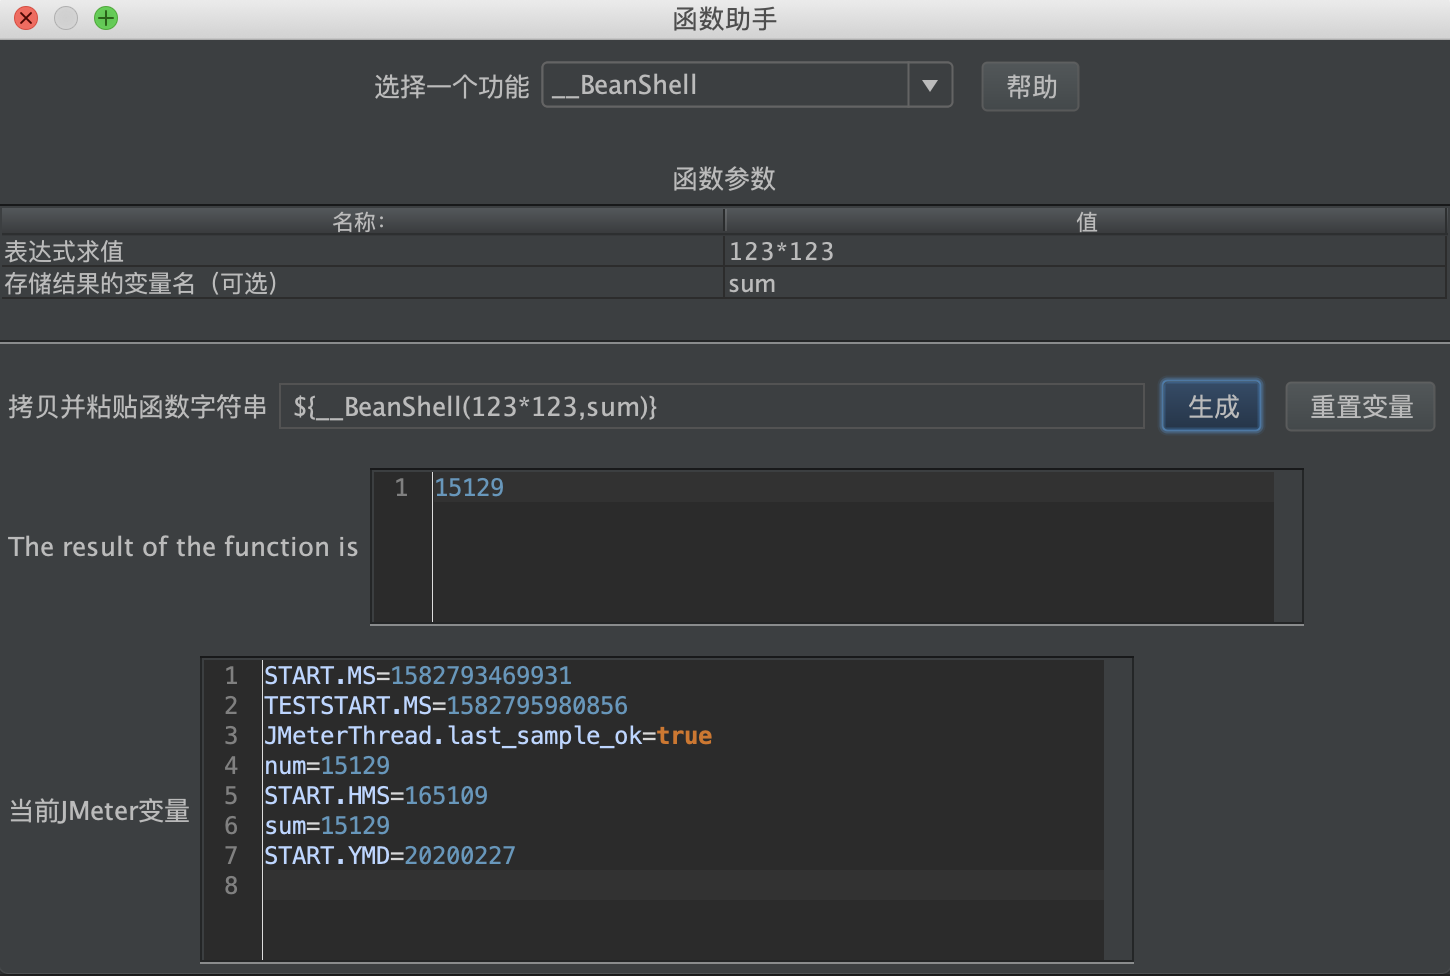 函数助手
选择一个功能 __BeanShell 帮助
函数参数
名称: 值
表达式求值 123*123
存储结果的变量名（可选） sum
拷贝并粘贴函数字符串 ${__BeanShell(123*123,sum)} 生成 重置变量
1 15129
The result of the function is
1 START.MS=1582793469931
2 TESTSTART.MS=1582795980856
3 JMeterThread.last_sample_ok=true
4 num=15129
5 START.HMS=165109
当前JMeter变量
6 sum=15129
7 START.YMD=20200227
8